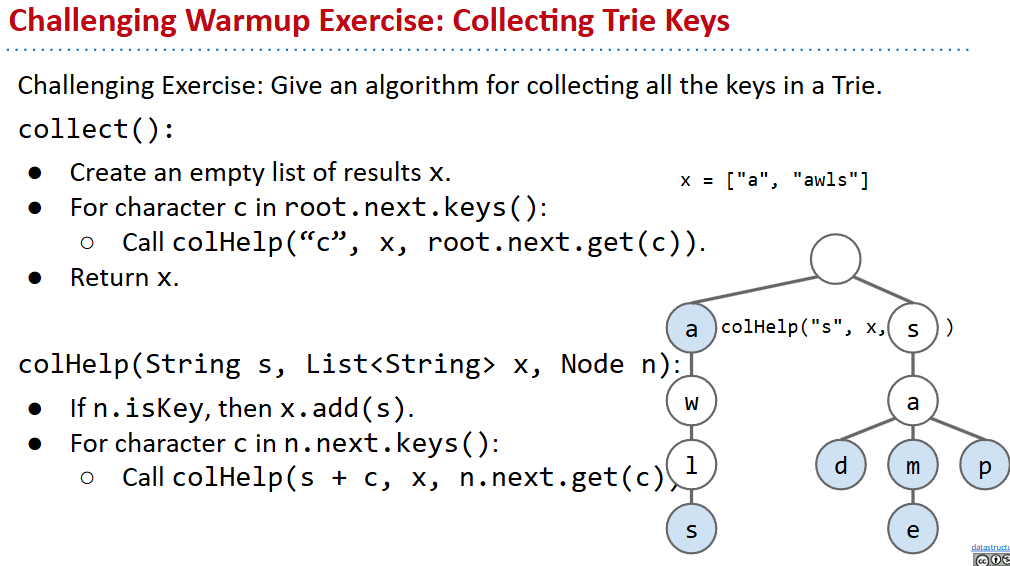 Challenging Warmup Exercise: Collecting Trie Keys
Challenging Exercise: Give an algorithm for collecting all the keys in a Trie.
collect():
● Create an empty list of results x.
● For character c in root.next.keys():
○ Call colHelp(“c”, x, root.next.get(c)).
● Return x.
x = ["a", "awls"]
a
colHelp("s", x, s )
w
a
l
d
m
p
s
e
colHelp(String s, List<String> x, Node n):
● If n.isKey, then x.add(s).
● For character c in n.next.keys():
○ Call colHelp(s + c, x, n.next.get(c)
datastructu
cc